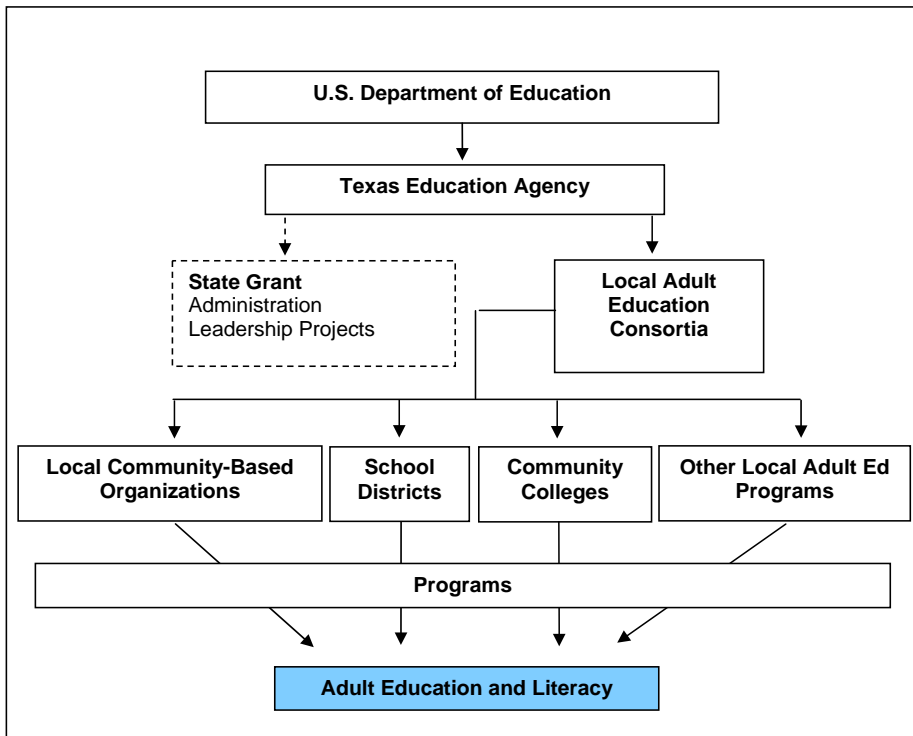 U.S. Department of Education
Texas Education Agency
State Grant
Administration
Leadership Projects
Local Adult
Education
Consortia
Local Community-Based
Organizations
School
Districts
Community
Colleges
Other Local Adult Ed
Programs
Programs
Adult Education and Literacy